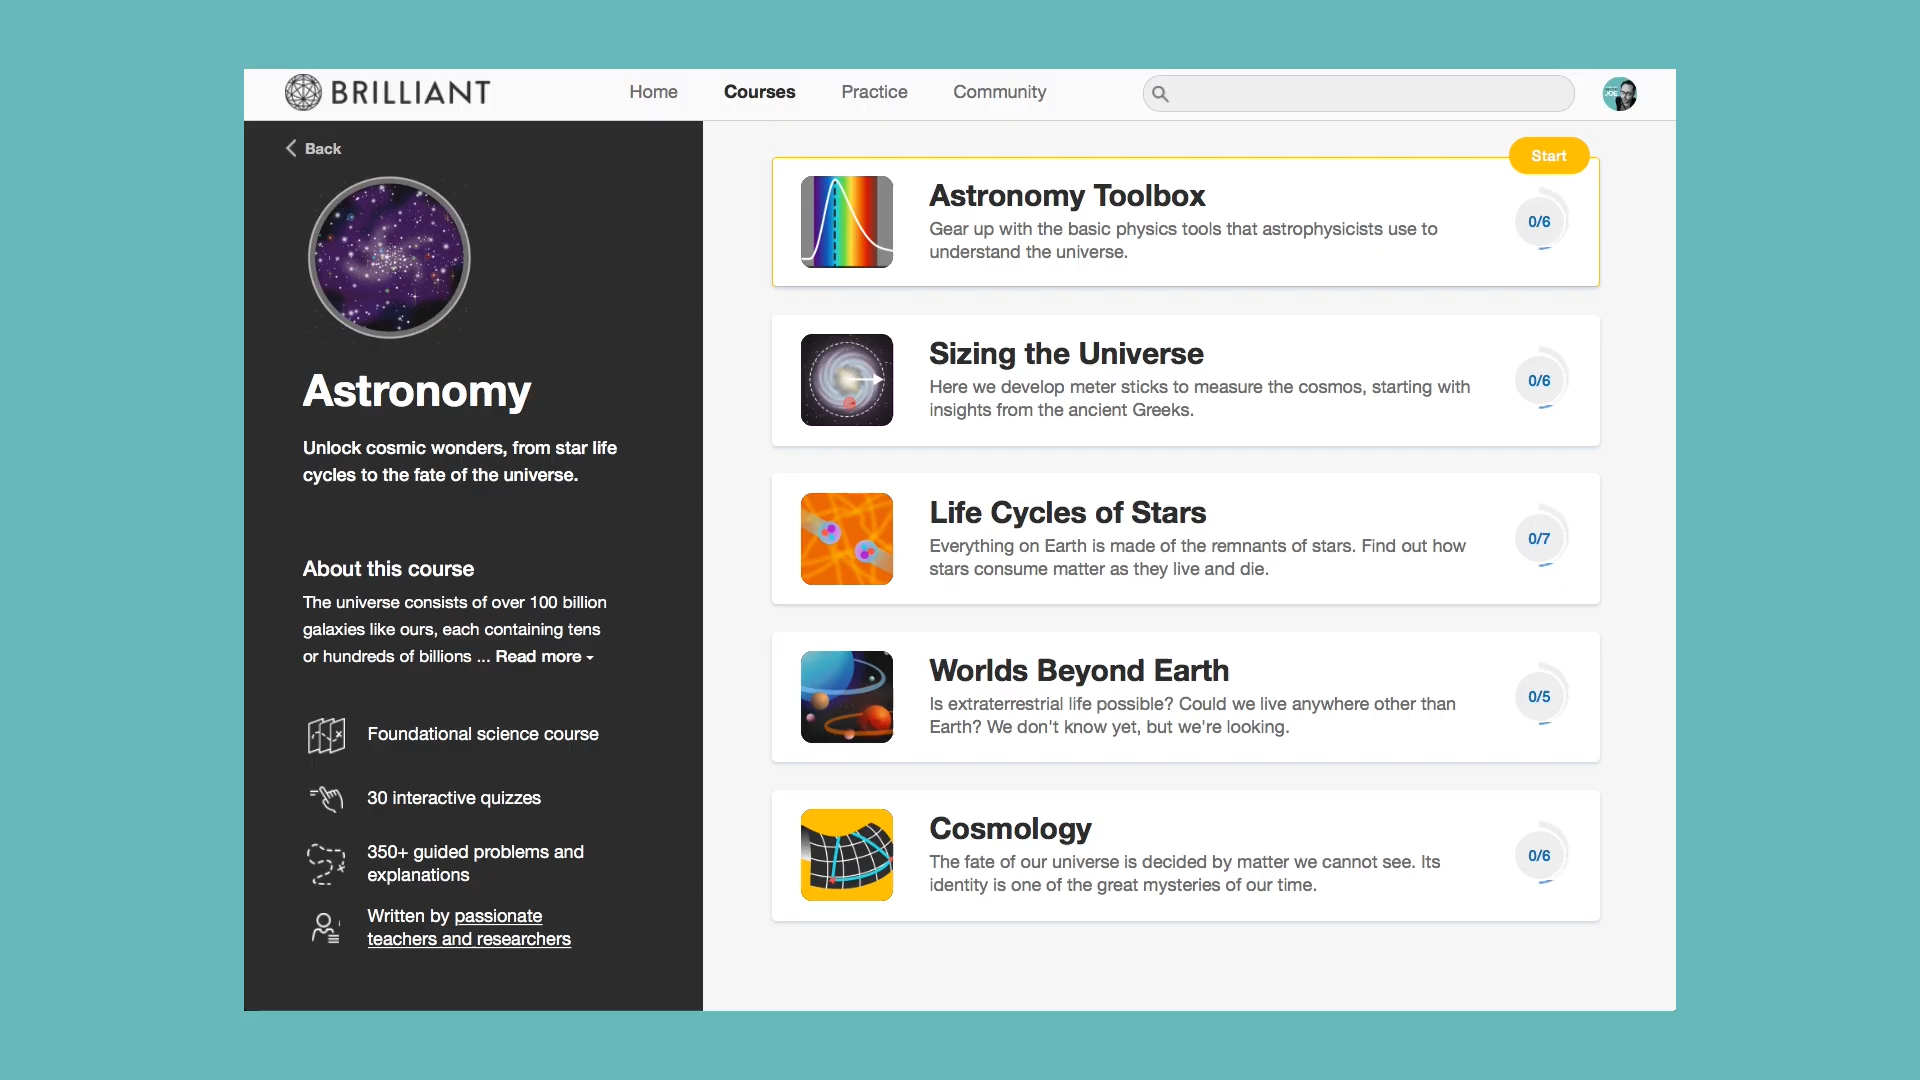 BRILLIANT
Home
Courses
Practice
Community
JOE
Back
Astronomy
Unlock cosmic wonders, from star life
cycles to the fate of the universe.
About this course
The universe consists of over 100 billion
galaxies like ours, each containing tens
or hundreds of billions ... Read more
Foundational science course
30 interactive quizzes
350+ guided problems and
explanations
Written by passionate
teachers and researchers
Start
Astronomy Toolbox
Gear up with the basic physics tools that astrophysicists use to
understand the universe.
0/6
Sizing the Universe
Here we develop meter sticks to measure the cosmos, starting with
insights from the ancient Greeks.
0/6
Life Cycles of Stars
Everything on Earth is made of the remnants of stars. Find out how
stars consume matter as they live and die.
0/7
Worlds Beyond Earth
Is extraterrestrial life possible? Could we live anywhere other than
Earth? We don't know yet, but we're looking.
0/5
Cosmology
The fate of our universe is decided by matter we cannot see. Its
identity is one of the great mysteries of our time.
0/6